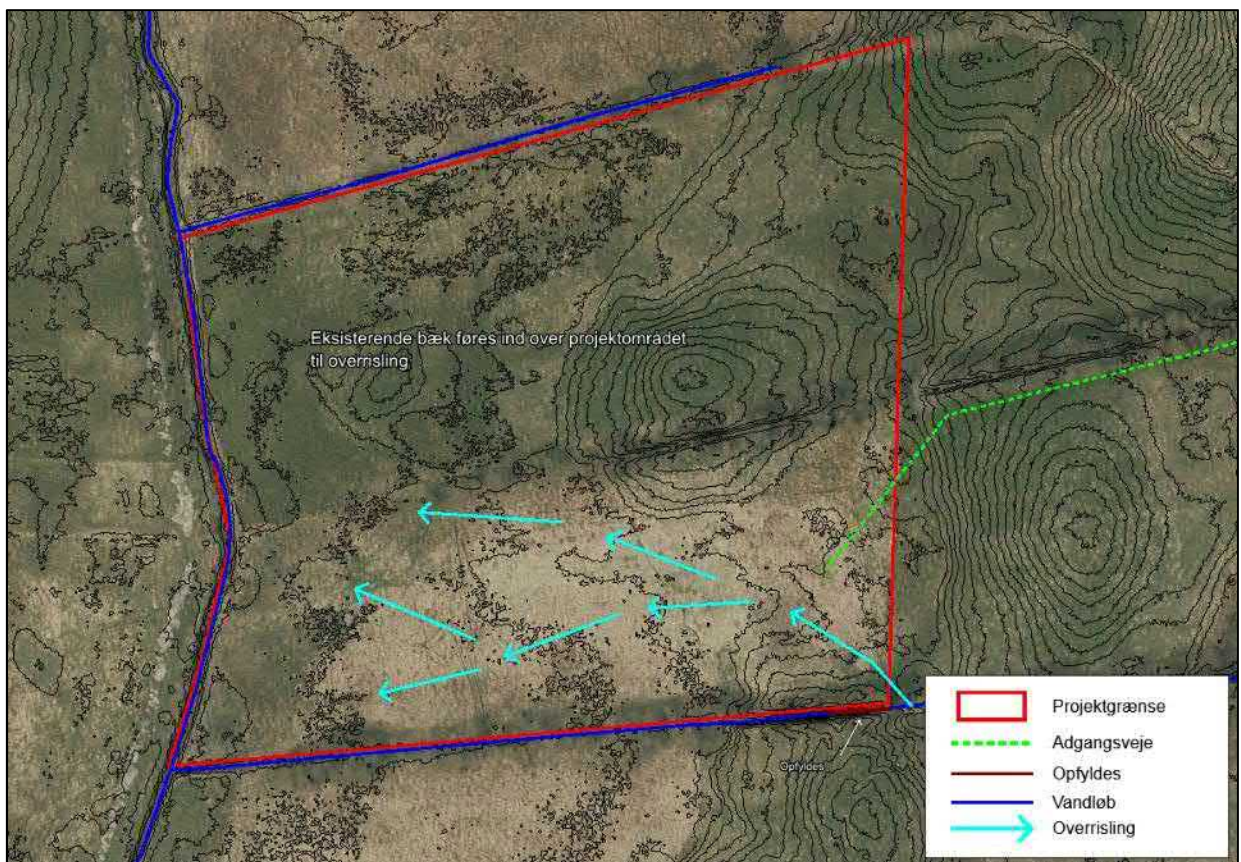 Eksisterende bæk føres ind over projektområdet
til overrisling
Opfyldes
Projektgrænse
Adgangsveje
Opfyldes
Vandløb
Overrisling